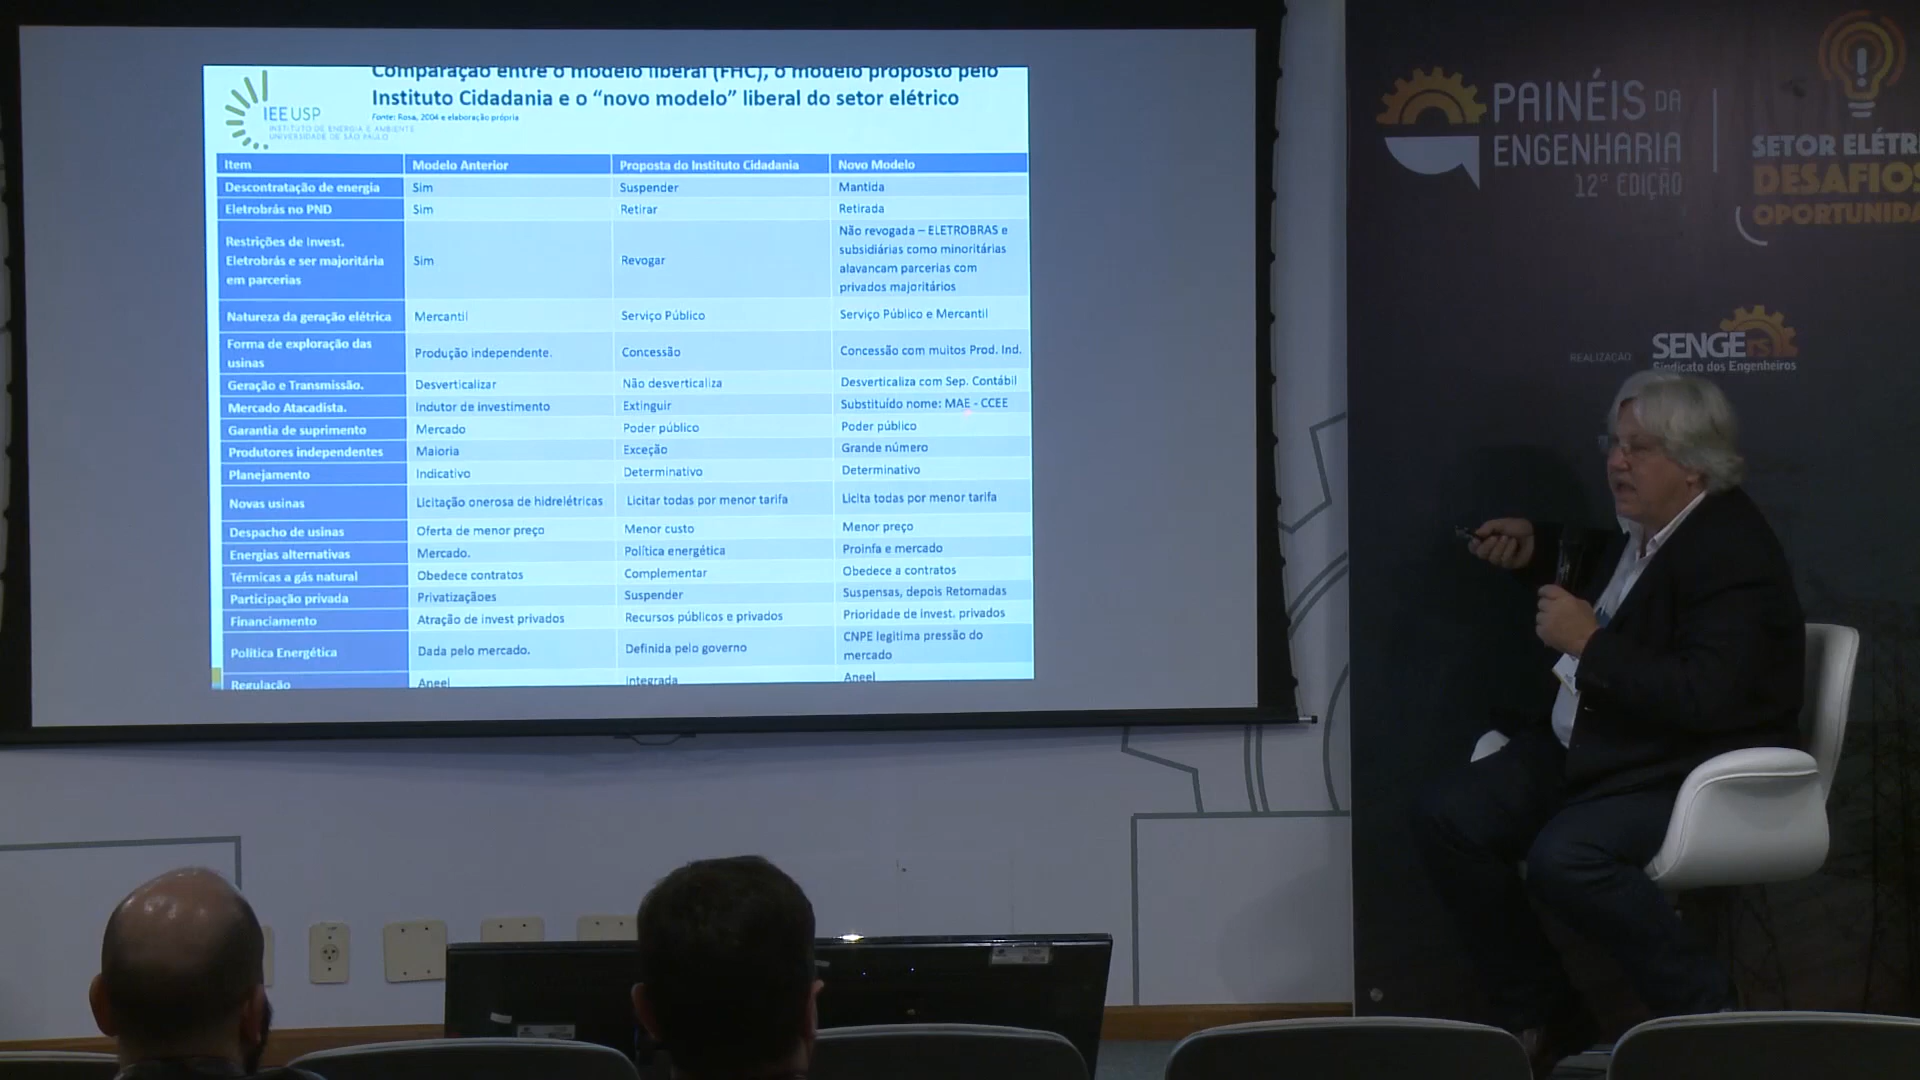 Comparação entre o modelo liberal (FHC), o modelo proposto pelo
Instituto Cidadania e o “novo modelo” liberal do setor elétrico
Fonte: Rosa, 2004 e elaboração própria
IEEUSP
INSTITUTO DE ENERGIA E AMBIENTE
UNIVERSIDADE DE SÃO PAULO
Item Modelo Anterior Proposta do Instituto Cidadania Novo Modelo
Descontratação de energia Sim Suspender Mantida
Eletrobrás no PND Sim Retirar Retirada
Restrições de Invest.
Eletrobrás e ser majoritária
em parcerias
Sim
Revogar
Não revogada – ELETROBRAS e
subsidiárias como minoritárias
alavancam parcerias com
privados majoritários
Natureza da geração elétrica Mercantil Serviço Público Serviço Público e Mercantil
Forma de exploração das
usinas
Produção independente. Concessão Concessão com muitos Prod. Ind.
Geração e Transmissão. Desverticalizar Não desverticaliza Desverticaliza com Sep. Contábil
Mercado Atacadista. Indutor de investimento Extinguir Substituído nome: MAE - CCEE
Garantia de suprimento Mercado Poder público Poder público
Produtores independentes Maioria Exceção Grande número
Planejamento Indicativo Determinativo Determinativo
Novas usinas Licitação onerosa de hidrelétricas Licitar todas por menor tarifa Licita todas por menor tarifa
Despacho de usinas Oferta de menor preço Menor custo Menor preço
Energias alternativas Mercado. Política energética Proinfa e mercado
Térmicas a gás natural Obedece contratos Complementar Obedece a contratos
Participação privada Privatizaçãoes Suspender Suspensas, depois Retomadas
Financiamento Atração de invest privados Recursos públicos e privados Prioridade de invest. privados
Política Energética Dada pelo mercado. Definida pelo governo
CNPE legitima pressão do
mercado
Regulação Aneel Integrada Aneel
PAINÉIS DA
ENGENHARIA
12ª EDIÇÃO
SETOR ELÉTR
DESAFIOS
OPORTUNIDA
REALIZAÇÃO:
SENGE rs
Sindicato dos Engenheiros